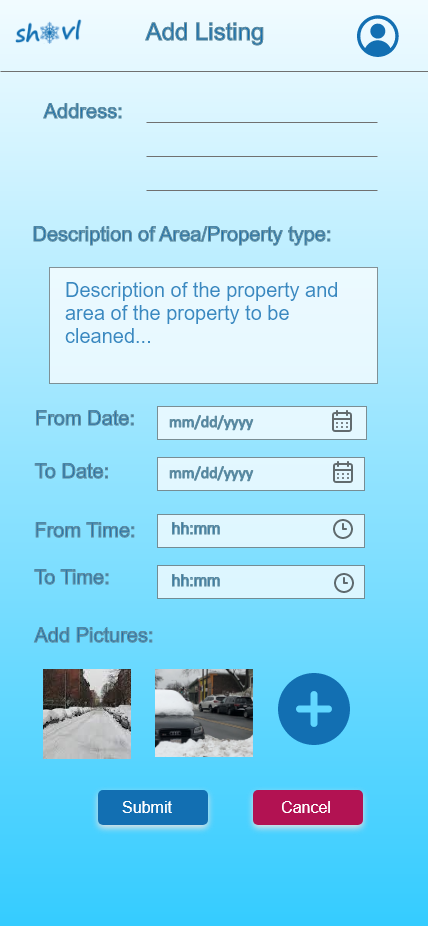 shovl
Add Listing
Address:
Description of Area/Property type:
Description of the property and
area of the property to be
cleaned...
From Date:
mm/dd/yyyy
To Date:
mm/dd/yyyy
From Time:
hh:mm
To Time:
hh:mm
Add Pictures:
Submit
Cancel